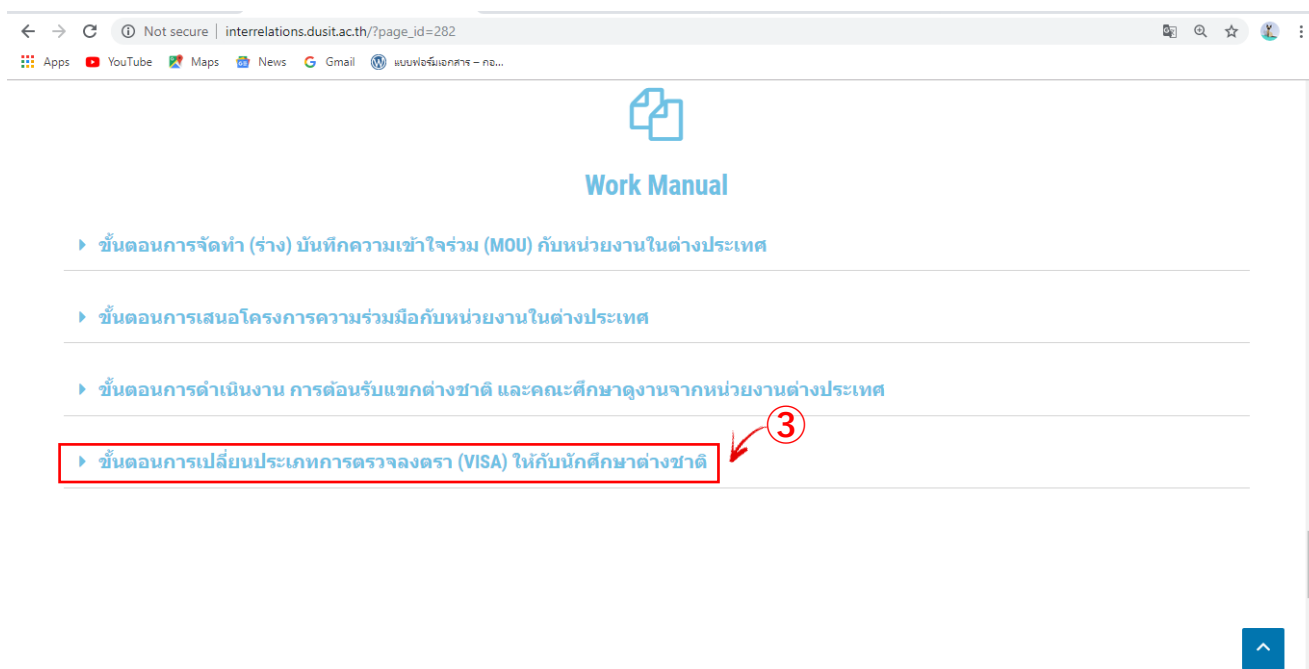 Not secure | interrelations.dusit.ac.th/?page_id=282
Apps YouTube Maps News Gmail แบบฟอร์มเอกสาร – กอ...
Work Manual
ขั้นตอนการจัดทำ (ร่าง) บันทึกความเข้าใจร่วม (MOU) กับหน่วยงานในต่างประเทศ
ขั้นตอนการเสนอโครงการความร่วมมือกับหน่วยงานในต่างประเทศ
ขั้นตอนการดำเนินงาน การต้อนรับแขกต่างชาติ และคณะศึกษาดูงานจากหน่วยงานต่างประเทศ
③
ขั้นตอนการเปลี่ยนประเภทการตรวจลงตรา (VISA) ให้กับนักศึกษาต่างชาติ